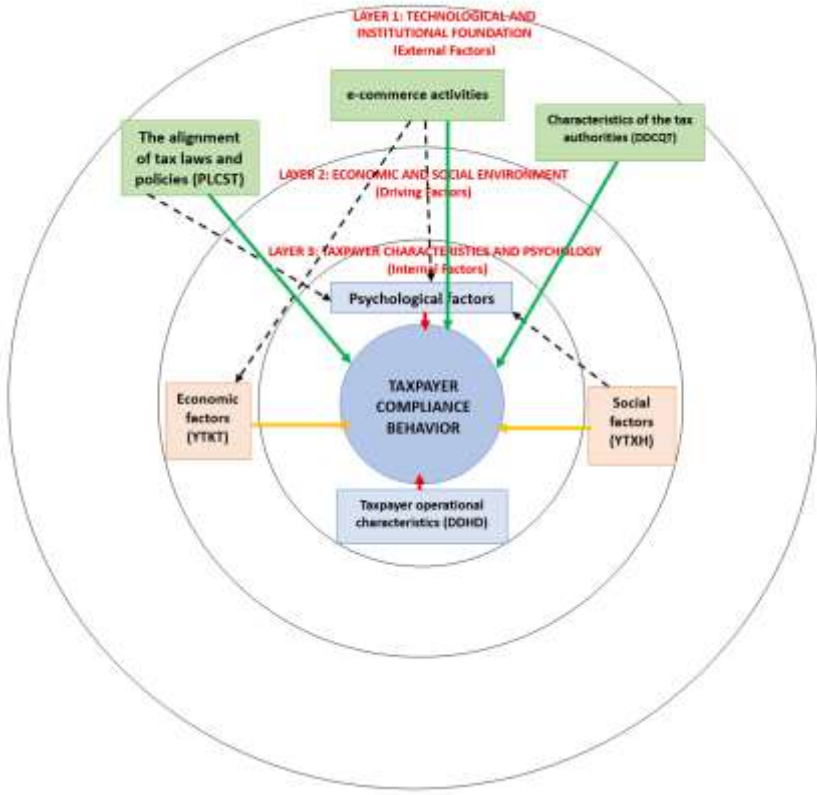 LAYER 1: TECHNOLOGICAL AND
INSTITUTIONAL FOUNDATION
(External Factors)
e-commerce activities
The alignment
of tax laws and
policies (PLCST)
Characteristics of the tax
authorities (DDCQT)
LAYER 2: ECONOMIC AND SOCIAL ENVIRONMENT
(Driving Factors)
LAYER 3: TAXPAYER CHARACTERISTICS AND PSYCHOLOGY
(Internal Factors)
Psychological factors
TAXPAYER
COMPLIANCE
BEHAVIOR
Economic
factors
(YTKT)
Social
factors
(YTXH)
Taxpayer operational
characteristics (DDHD)